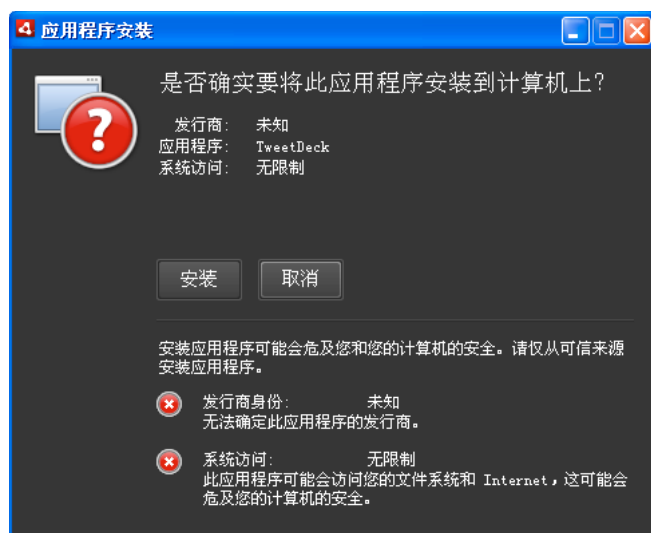 应用程序安装
是否确实要将此应用程序安装到计算机上?
发行商: 未知
应用程序: TweetDeck
系统访问: 无限制
安装 取消
安装应用程序可能会危及您和您的计算机的安全。请仅从可信来源
安装应用程序。
发行商身份: 未知
无法确定此应用程序的发行商。
系统访问: 无限制
此应用程序可能会访问您的文件系统和 Internet,这可能会
危及您的计算机的安全。